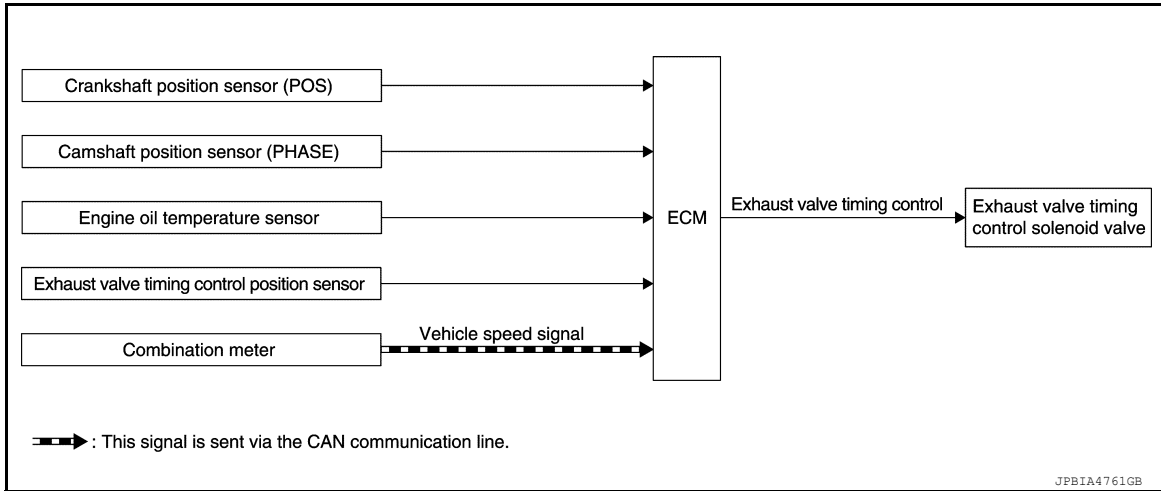 Crankshaft position sensor (POS)
Camshaft position sensor (PHASE)
Engine oil temperature sensor
Exhaust valve timing control position sensor
Combination meter
Vehicle speed signal
ECM
Exhaust valve timing control
Exhaust valve timing
control solenoid valve
: This signal is sent via the CAN communication line.
JPBIA4761GB